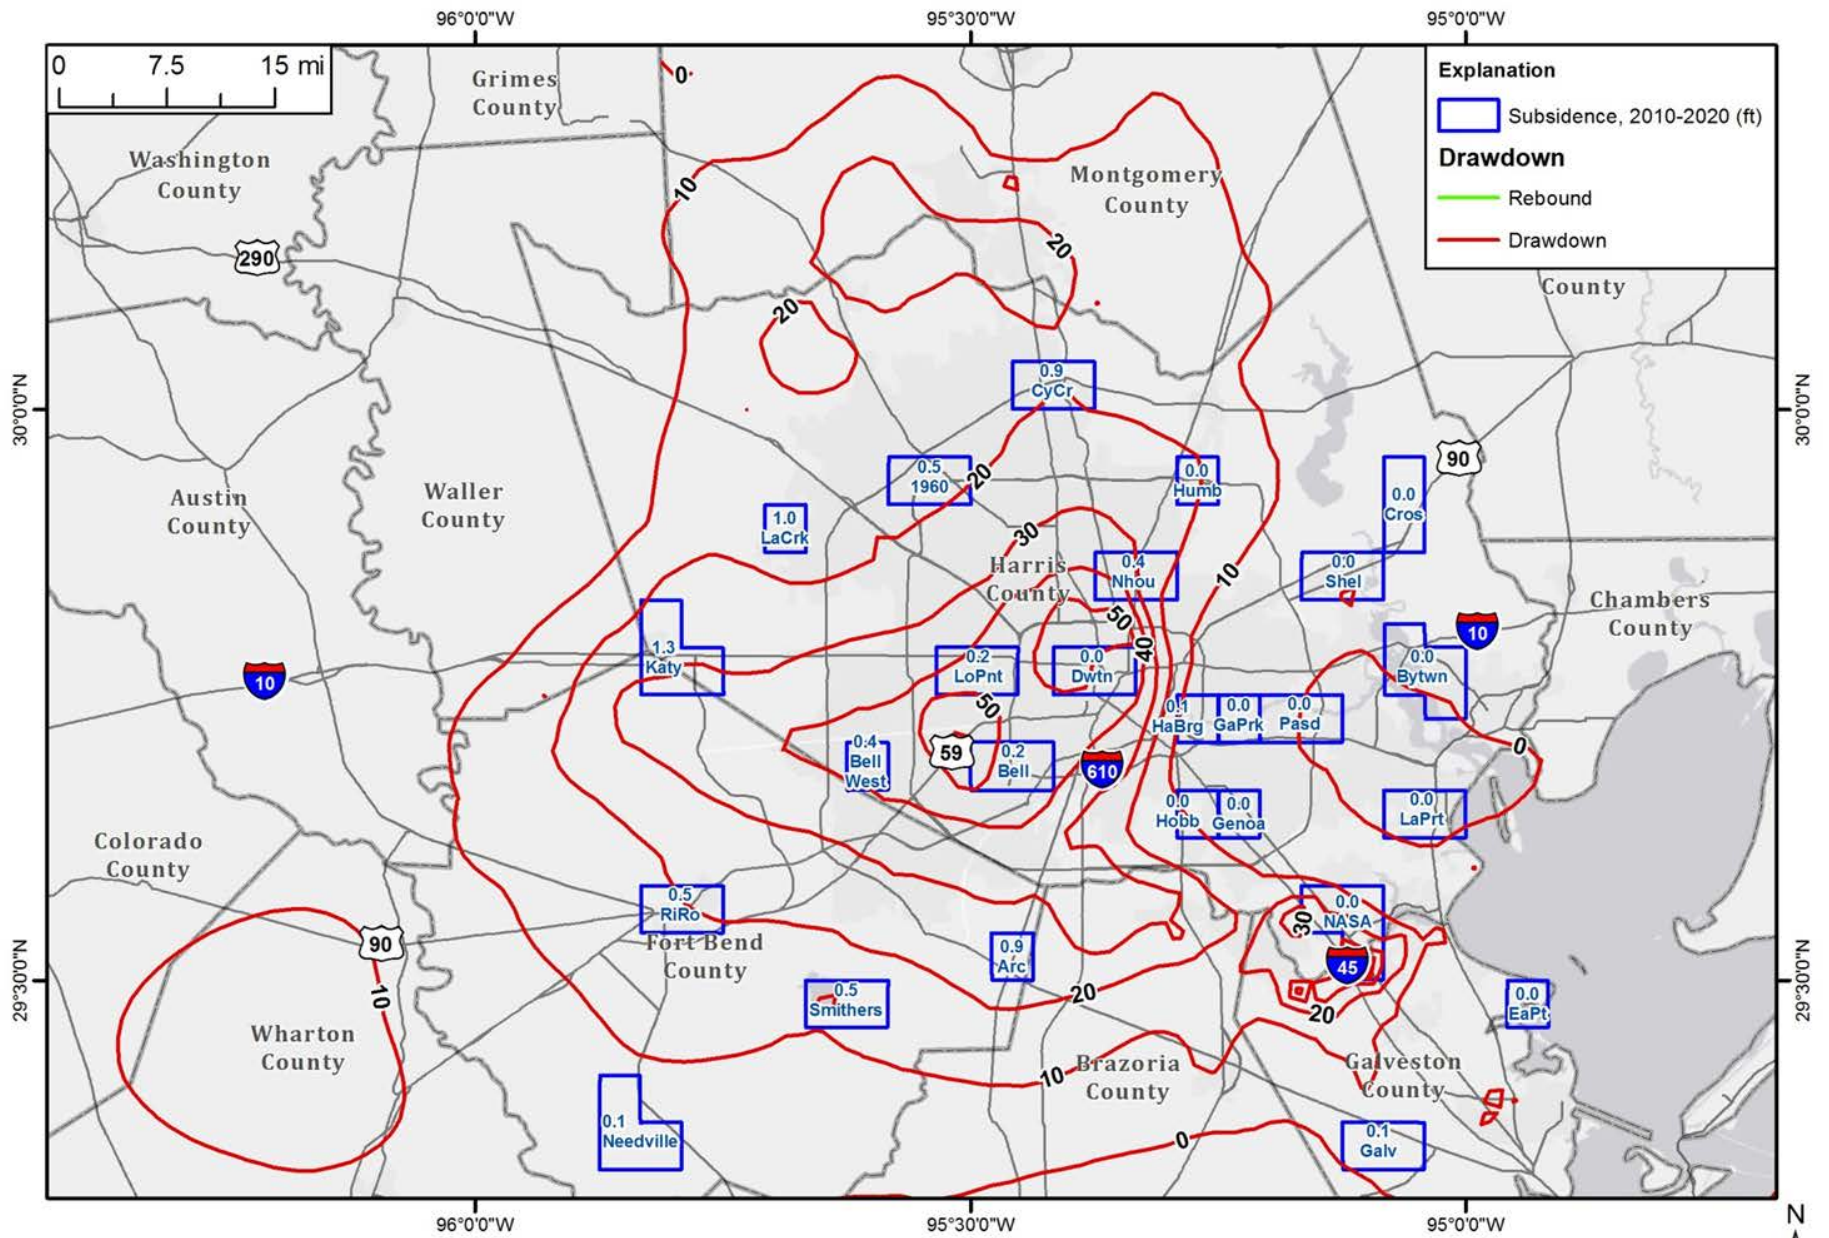 96°0'0"W
95°30'0"W
95°0'0"W
0
7.5
15 mi
Explanation
Subsidence, 2010-2020 (ft)
Drawdown
Rebound
Drawdown
Grimes
County
0
Washington
County
10
Montgomery
County
20
290
County
20
30°0'0"N
30°0'0"N
0.9
CyCr
90
0.5
1960
20
0.0
Humb
0.0
Cros
Austin
County
Waller
County
1.0
LaCrk
30
Harris
County
0.4
Nhou
10
0.0
Shel
Chambers
County
50
40
10
1.3
Katy
0.2
LoPnt
0.0
Dwtn
0.0
Bytwn
10
50
0.1
HaBrg
0.0
GaPrk
0.0
Pasd
0
0.4
Bell
West
59
0.2
Bell
610
0.0
Hobb
0.0
Genoa
0.0
LaPrt
Colorado
County
0.5
RiRo
0.0
NASA
30
90
Fort Bend
County
0.9
Arc
45
29°30'0"N
29°30'0"N
10
0.5
Smithers
20
20
0.0
EaPt
Wharton
County
10
Brazoria
County
Galveston
County
0.1
Needville
0
0.1
Galv
96°0'0"W
95°30'0"W
95°0'0"W
N